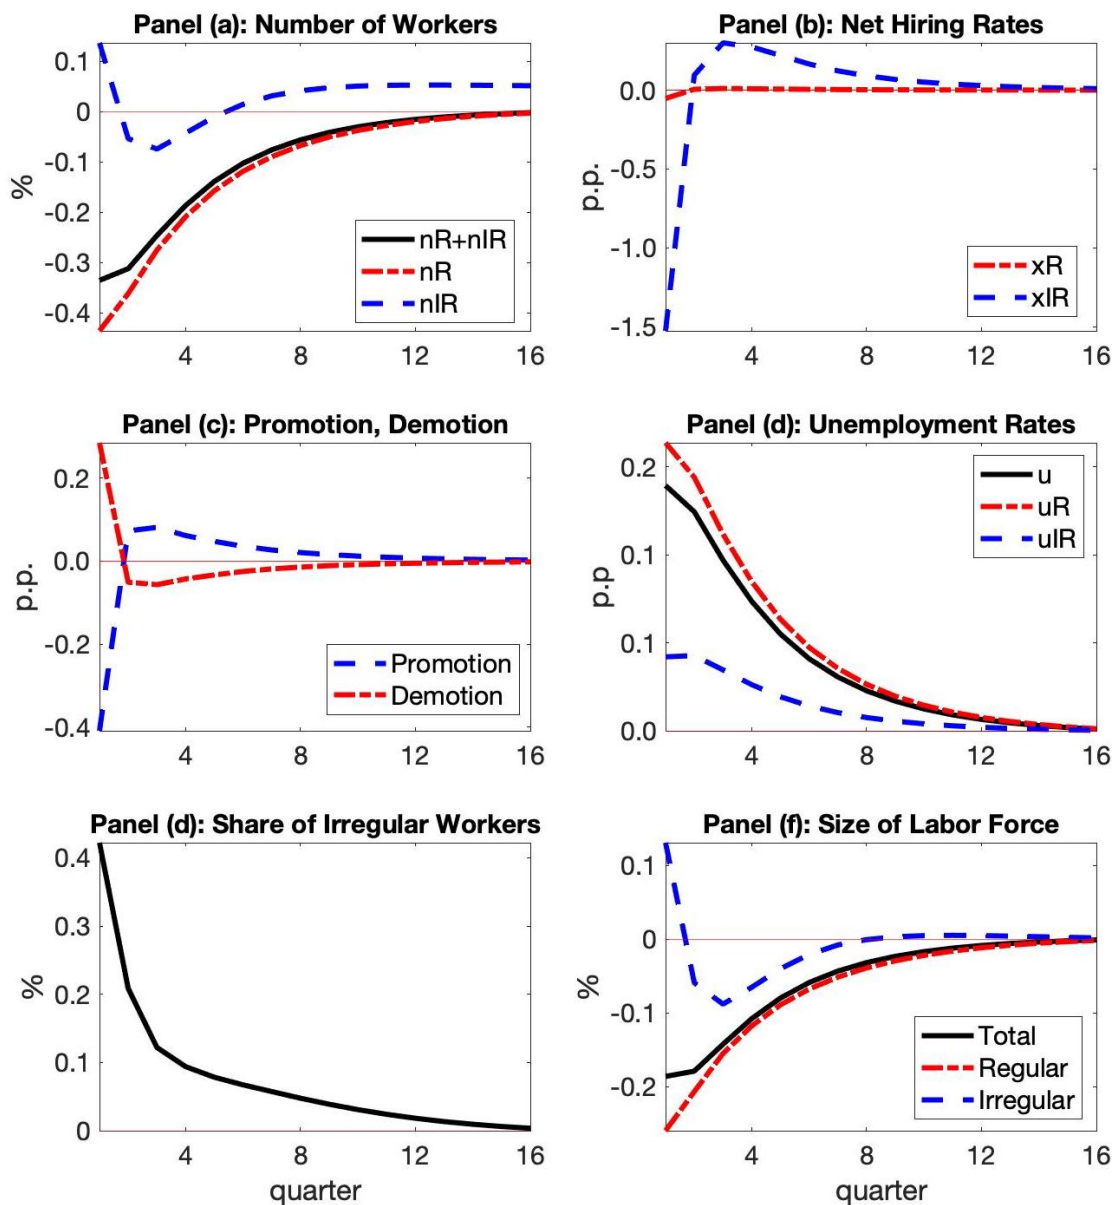 Panel (a): Number of Workers
0.1
0
-0.1
-0.2
-0.3
-0.4
%
nR+nIR
nR
nIR
4 8 12 16
Panel (b): Net Hiring Rates
0.0
-0.5
-1.0
-1.5
p.p.
xR
xIR
4 8 12 16
Panel (c): Promotion, Demotion
0.2
0.0
-0.2
-0.4
p.p.
Promotion
Demotion
4 8 12 16
Panel (d): Unemployment Rates
0.2
0.1
0.1
0.0
p.p
u
uR
uIR
4 8 12 16
Panel (d): Share of Irregular Workers
0.4
0.3
0.2
0.1
0
%
4 8 12 16
quarter
Panel (f): Size of Labor Force
0.1
0
-0.1
-0.2
%
Total
Regular
Irregular
4 8 12 16
quarter